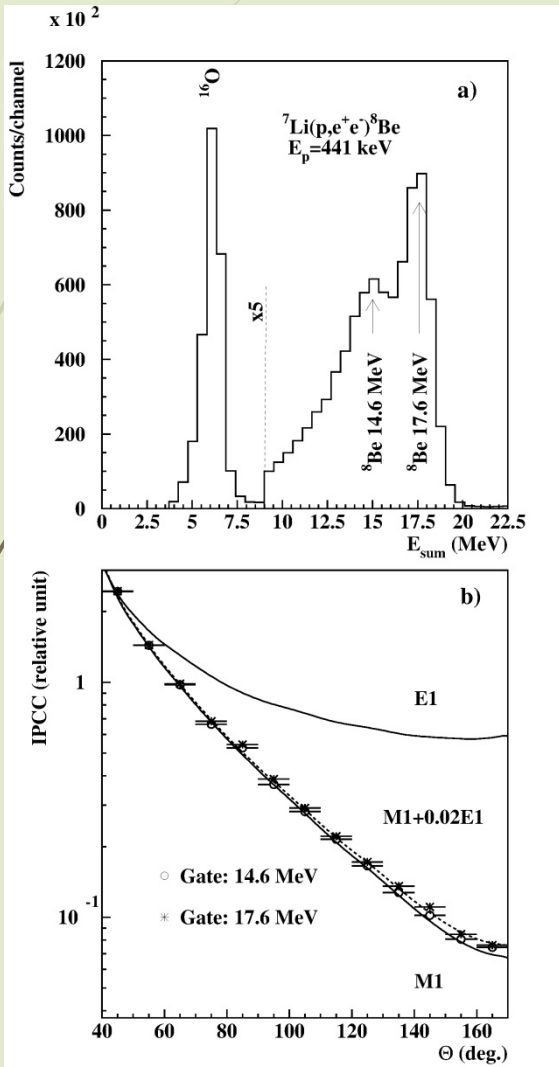 x 10²
Counts/channel
1200
1000
800
600
400
200
0
¹⁶O
a)
⁷Li(p,e⁺e⁻)⁸Be
Eₚ=441 keV
x5
⁸Be 14.6 MeV
⁸Be 17.6 MeV
0 2.5 5 7.5 10 12.5 15 17.5 20 22.5
E_sum (MeV)
b)
IPCC (relative unit)
1
10⁻¹
E1
M1+0.02E1
○ Gate: 14.6 MeV
✳ Gate: 17.6 MeV
M1
40 60 80 100 120 140 160
Θ (deg.)